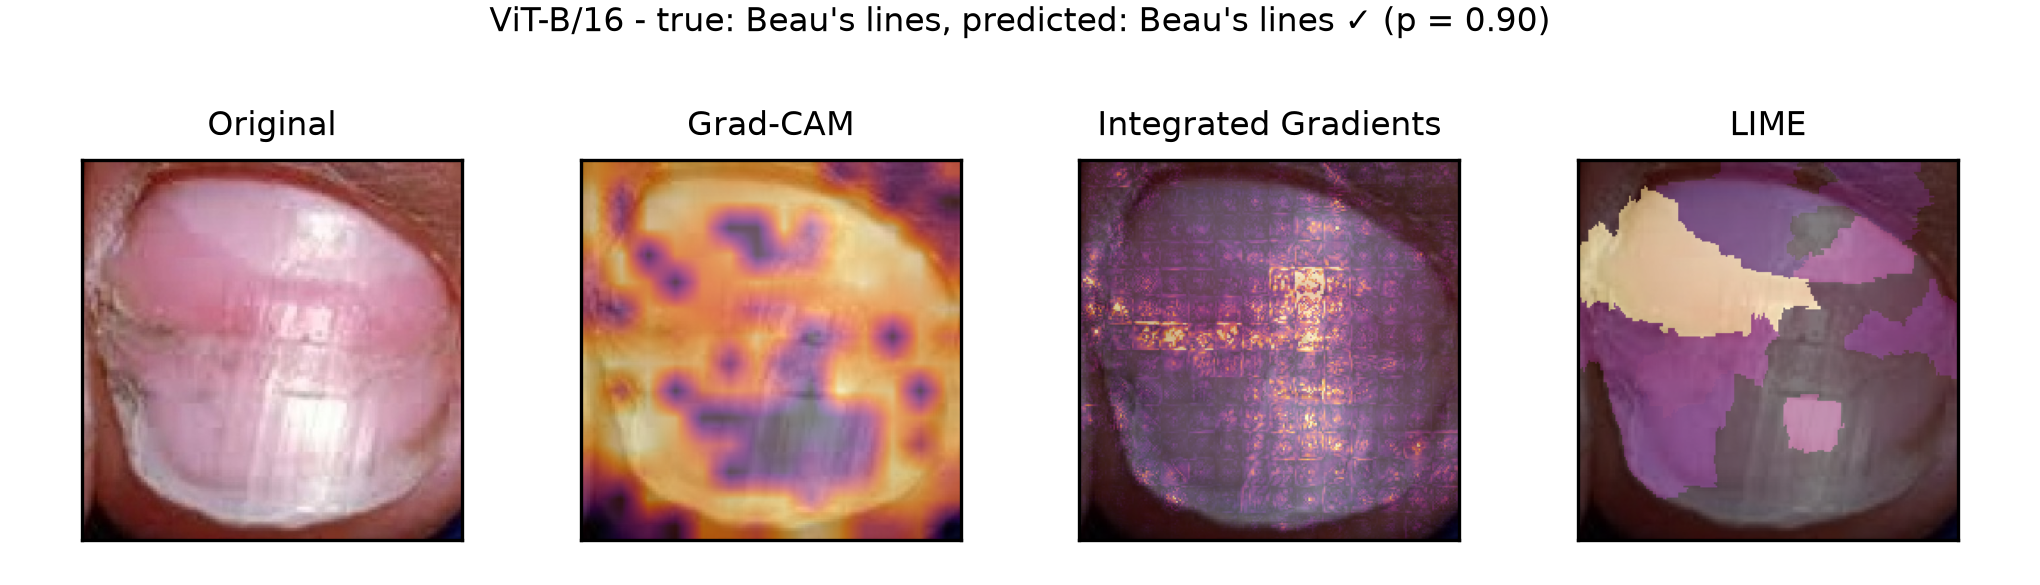 ViT-B/16 - true: Beau's lines, predicted: Beau's lines ✓ (p = 0.90)
Original
Grad-CAM
Integrated Gradients
LIME